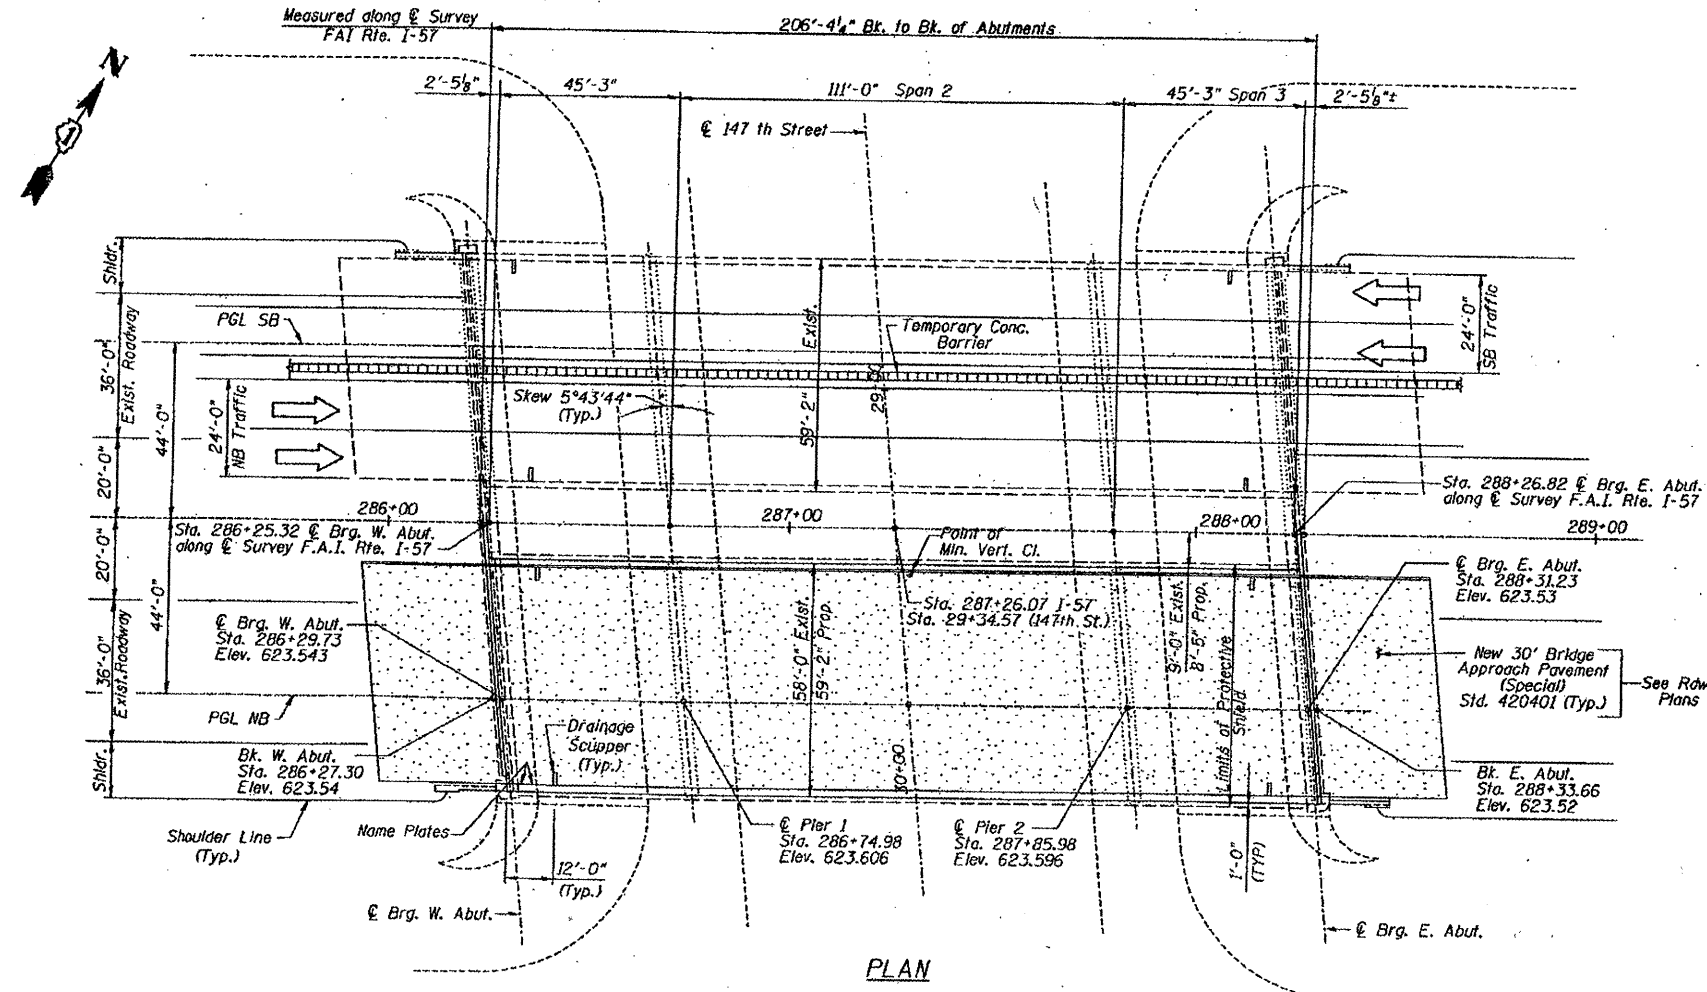 Measured along ℄ Survey
FAI Rte. I-57
206'-4¼" Bk. to Bk. of Abutments
N
2'-5⅛"
45'-3"
111'-0" Span 2
45'-3" Span 3
2'-5⅛"±
℄ 147 th Street
Shldr.
36'-0"
Exist. Roadway
20'-0"
20'-0"
36'-0"
Exist. Roadway
Shldr.
44'-0"
44'-0"
PGL SB
24'-0"
NB Traffic
Skew 5°43'44"
(Typ.)
59'-2" Exist.
Temporary Conc.
Barrier
24'-0"
SB Traffic
286+00
287+00
288+00
289+00
Sta. 286+25.32 ℄ Brg. W. Abut.
along ℄ Survey F.A.I. Rte. I-57
Sta. 288+26.82 ℄ Brg. E. Abut.
along ℄ Survey F.A.I. Rte. I-57
Point of
Min. Vert. Cl.
Sta. 287+26.07 I-57
Sta. 29+34.57 (147th St.)
℄ Brg. W. Abut.
Sta. 286+29.73
Elev. 623.543
58'-0" Exist.
59'-2" Prop.
9'-0" Exist.
8'-5" Prop.
Limits of Protective
Shield
℄ Brg. E. Abut.
Sta. 288+31.23
Elev. 623.53
New 30' Bridge
Approach Pavement
(Special)
Std. 420401 (Typ.)
See Rdw
Plans
PGL NB
Bk. W. Abut.
Sta. 286+27.30
Elev. 623.54
Drainage
Scupper
(Typ.)
30+00
Bk. E. Abut.
Sta. 288+33.66
Elev. 623.52
Shoulder Line
(Typ.)
Name Plates
℄ Pier 1
Sta. 286+74.98
Elev. 623.606
℄ Pier 2
Sta. 287+85.98
Elev. 623.596
12'-0"
(Typ.)
1'-0"
(TYP)
℄ Brg. W. Abut.
℄ Brg. E. Abut.
PLAN